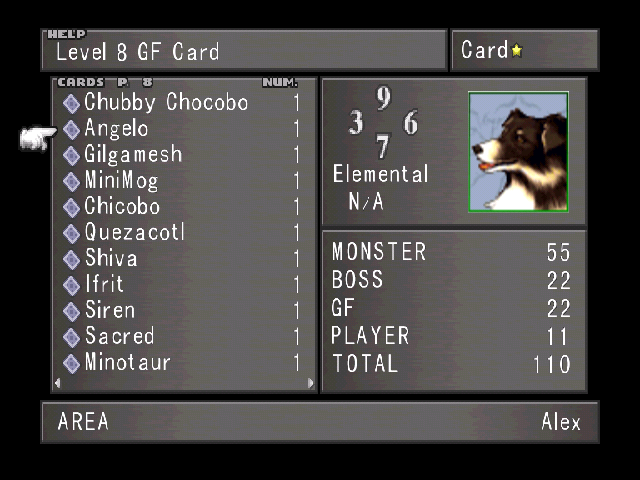 HELP
Level 8 GF Card
Card★
CARDS P. 8 NUM.
Chubby Chocobo 1
Angelo 1
Gilgamesh 1
MiniMog 1
Chicobo 1
Quezacotl 1
Shiva 1
Ifrit 1
Siren 1
Sacred 1
Minotaur 1
9
3 6
7
Elemental
N/A
MONSTER 55
BOSS 22
GF 22
PLAYER 11
TOTAL 110
AREA Alex